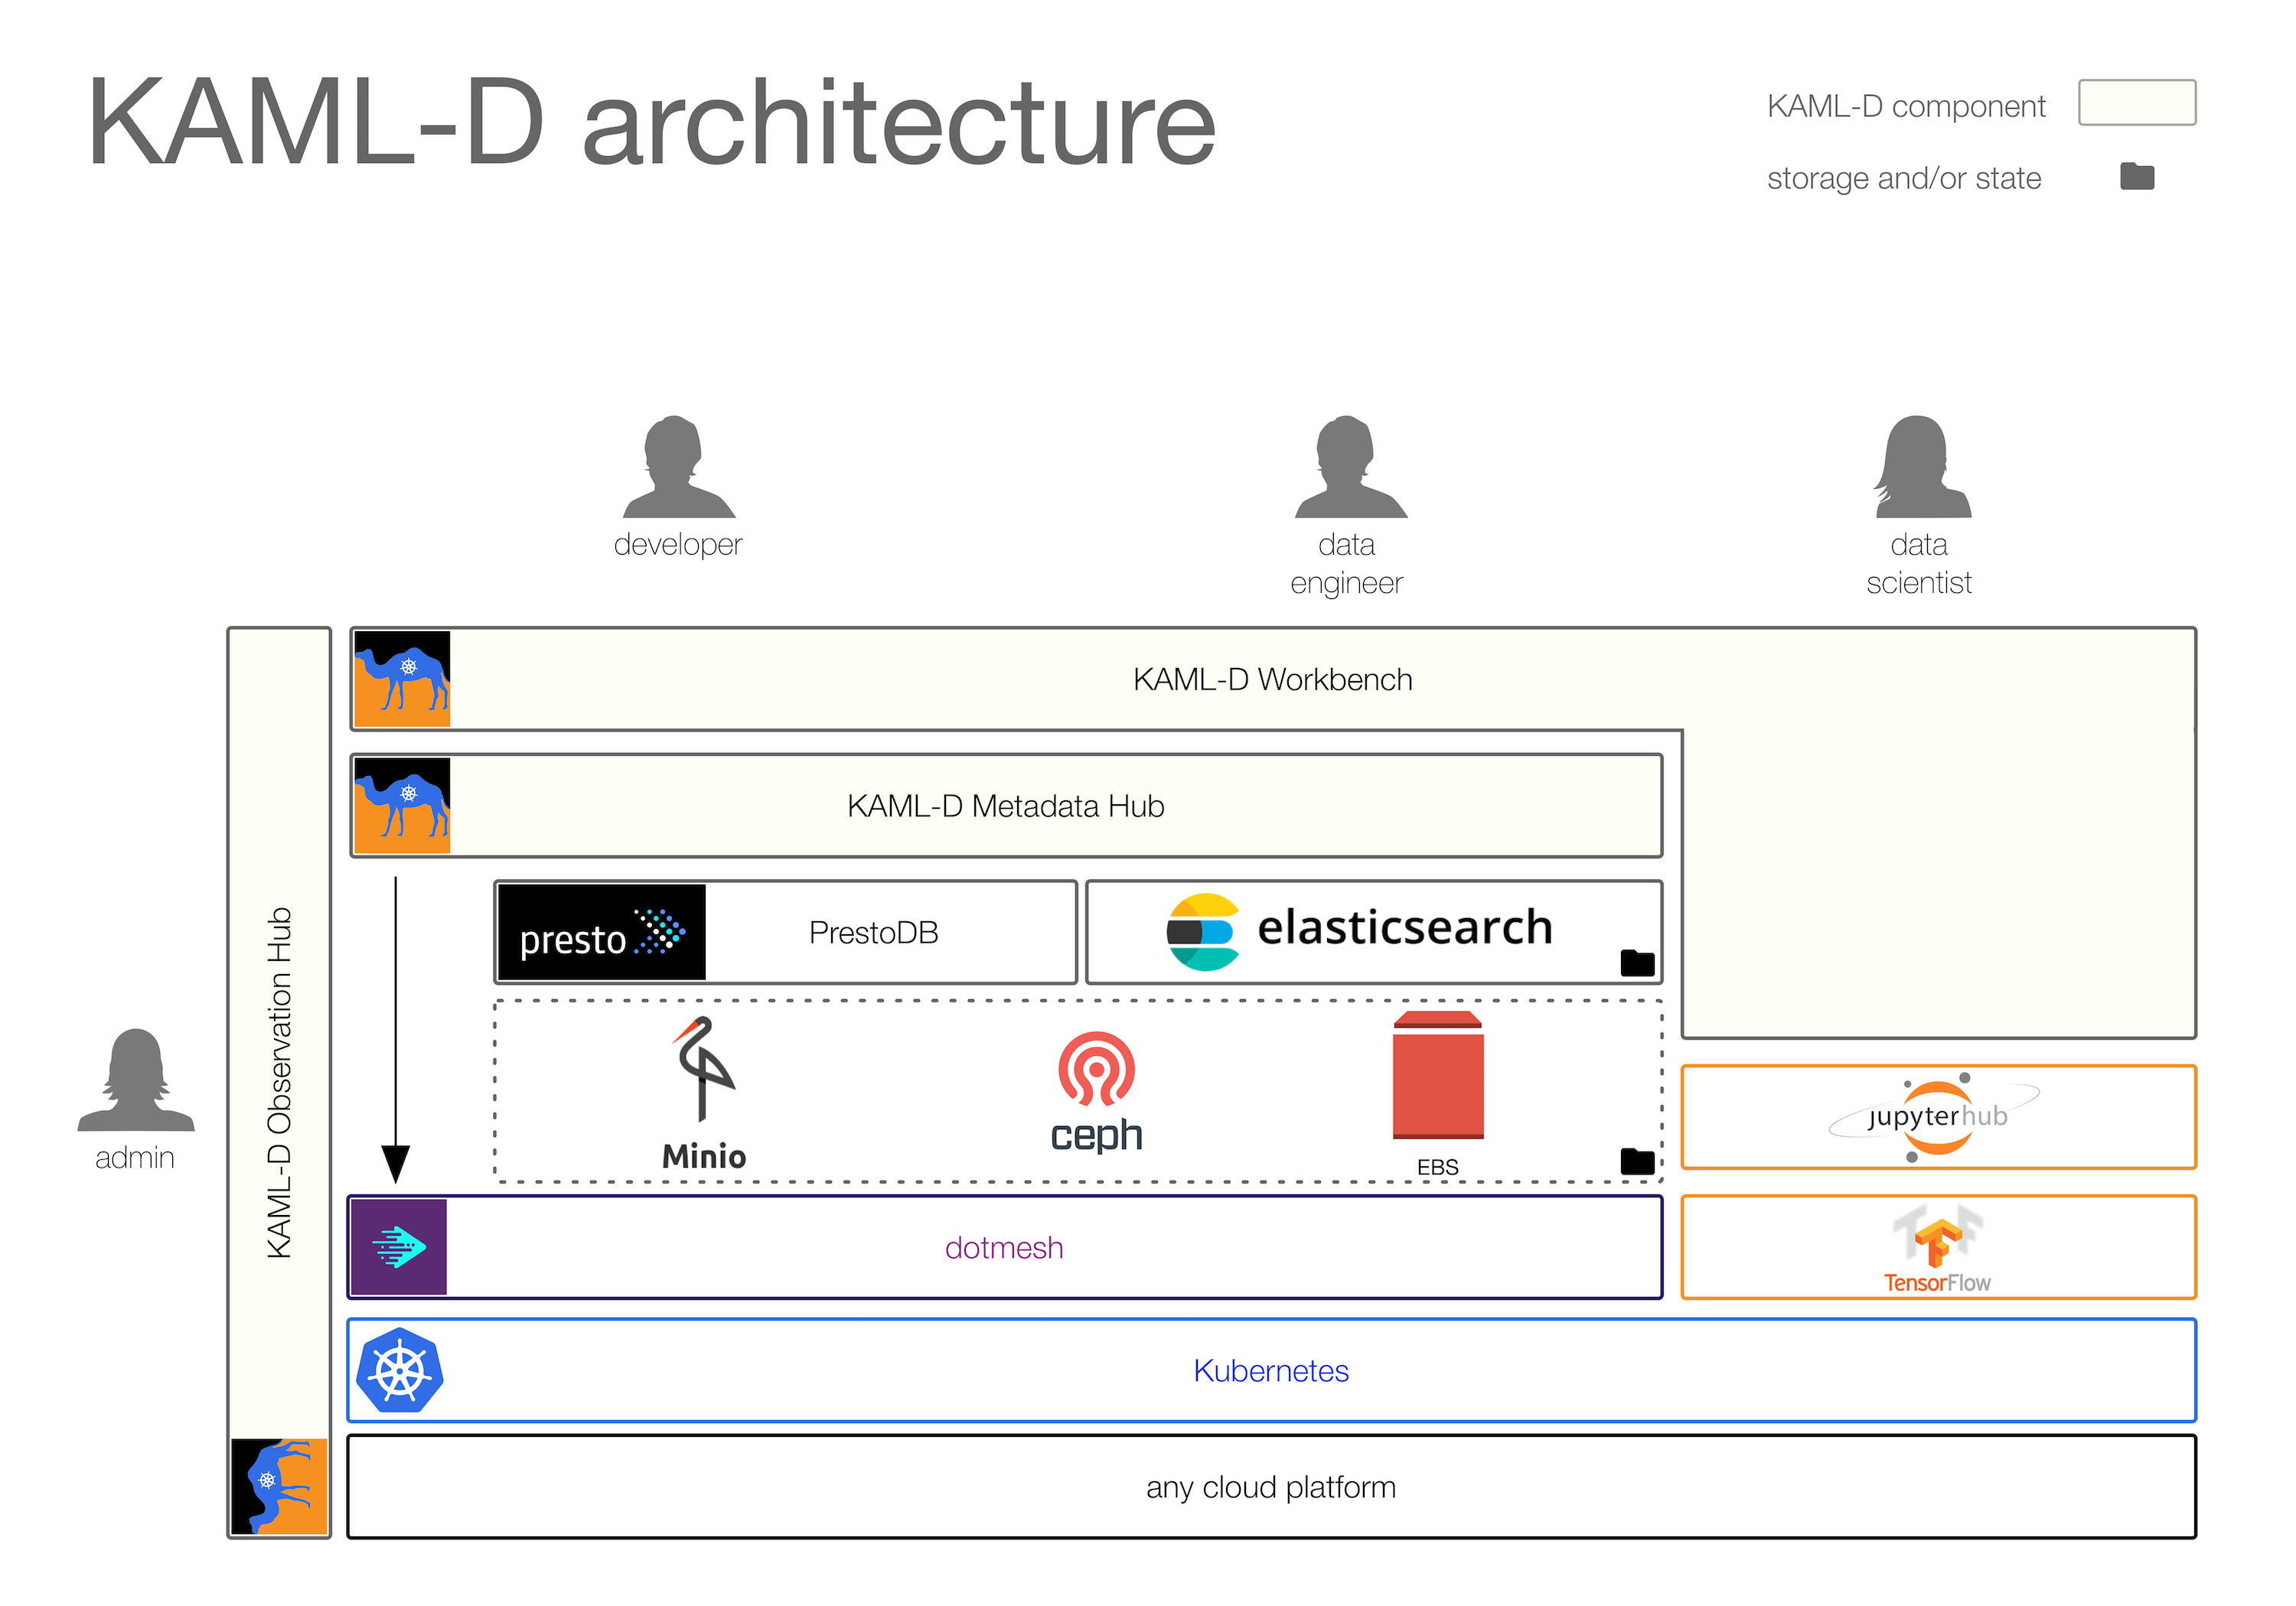 KAML-D architecture
KAML-D component
storage and/or state
developer
data
engineer
data
scientist
KAML-D Workbench
KAML-D Metadata Hub
presto
PrestoDB
elasticsearch
KAML-D Observation Hub
admin
Minio
ceph
EBS
jupyterhub
dotmesh
TensorFlow
Kubernetes
any cloud platform